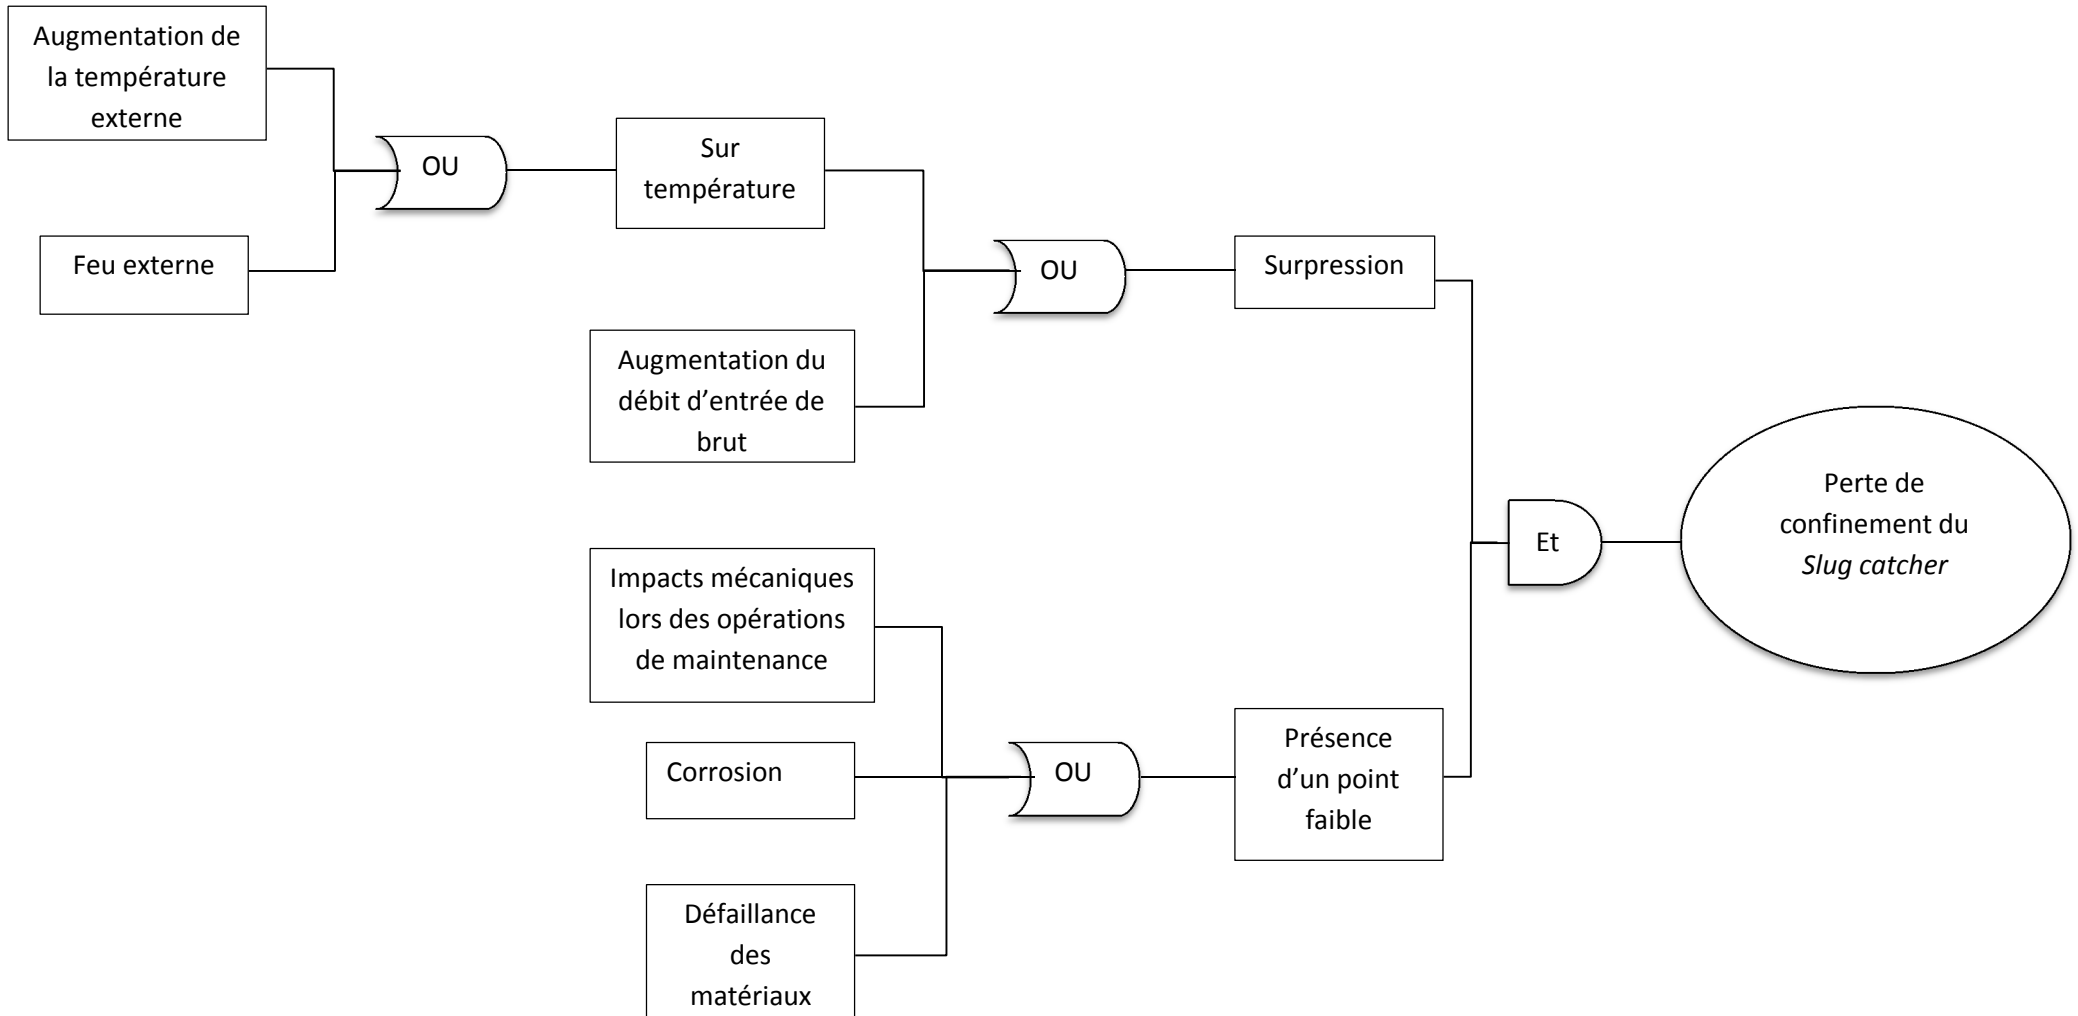 Augmentation de
la température
externe
OU
Sur
température
Feu externe
OU
Surpression
Augmentation du
débit d’entrée de
brut
Perte de
confinement du
Slug catcher
Et
Impacts mécaniques
lors des opérations
de maintenance
Corrosion
OU
Présence
d’un point
faible
Défaillance
des
matériaux